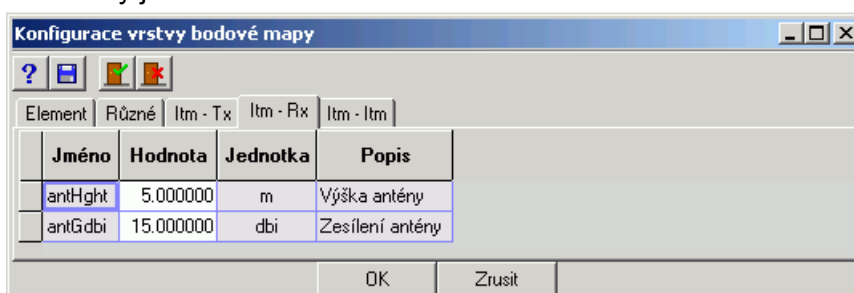 Konfigurace vrstvy bodové mapy
?
Element Různé Itm - Tx Itm - Rx Itm - Itm
Jméno Hodnota Jednotka Popis
antHght 5.000000 m Výška antény
antGdbi 15.000000 dbi Zesílení antény
OK Zrusit